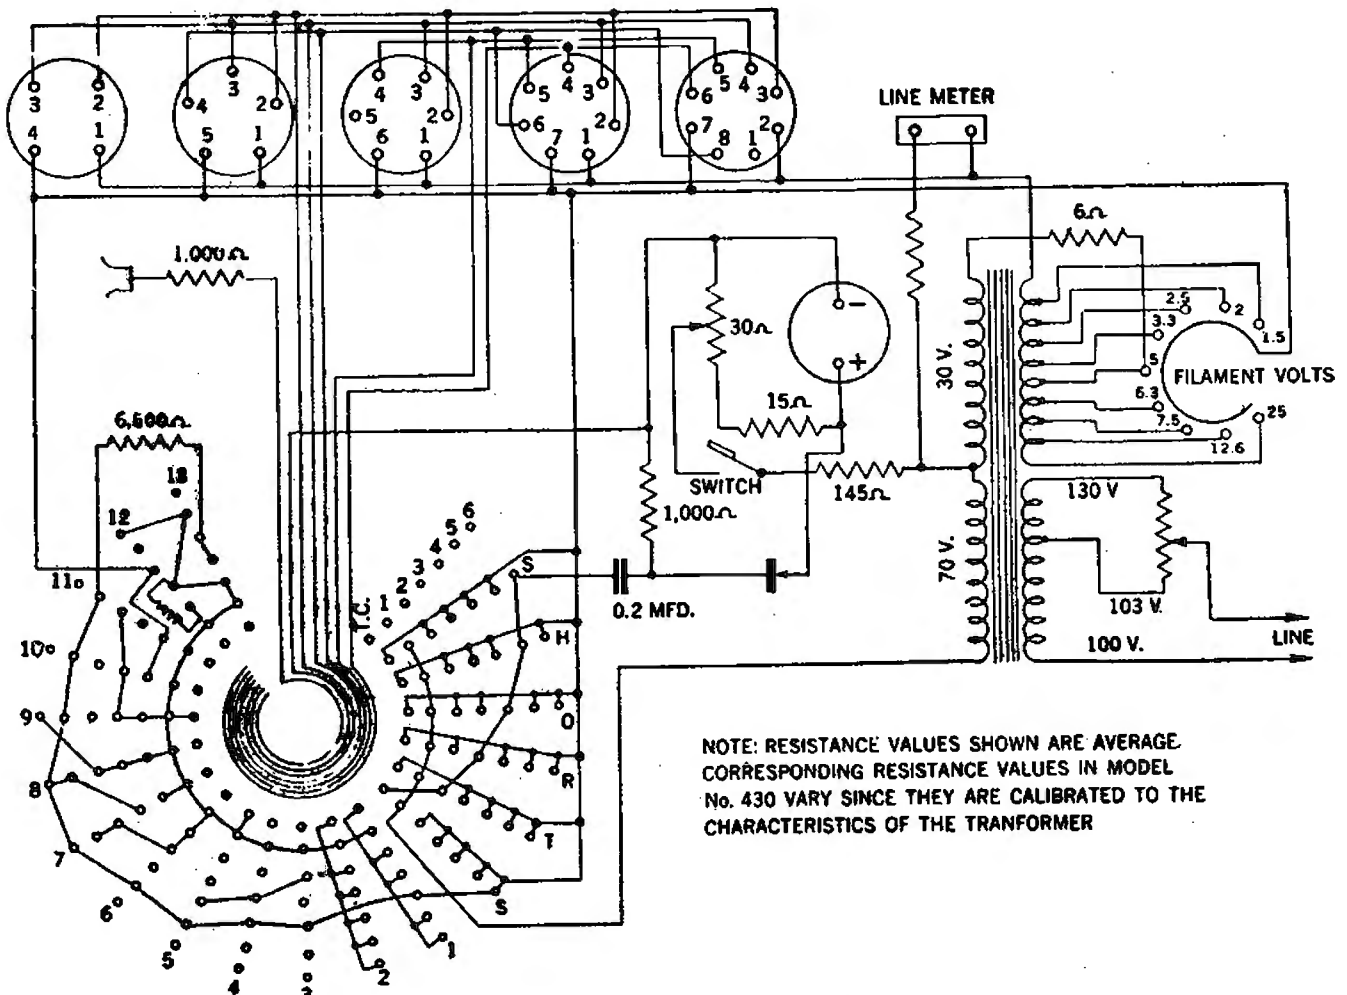 3 2
4 1
3
4 2
5 1
4 3
5 2
6 1
4
5 3
6 2
7 1
5 4
6 3
7 2
8 1
LINE METER
1.000Ω
6Ω
30Ω
15Ω
145Ω
SWITCH
1,000Ω
0.2 MFD.
-
+
30 V.
70 V.
2.5
2
3.3
1.5
5
FILAMENT VOLTS
6.3
25
7.5
12.6
130 V
103 V.
100 V.
LINE
13
12
11
10
9
8
7
6
5
4
3
2
1
T.C.
1
2
3
4
5
6
S
H
O
R
T
S
NOTE: RESISTANCE VALUES SHOWN ARE AVERAGE.
CORRESPONDING RESISTANCE VALUES IN MODEL
No. 430 VARY SINCE THEY ARE CALIBRATED TO THE
CHARACTERISTICS OF THE TRANFORMER